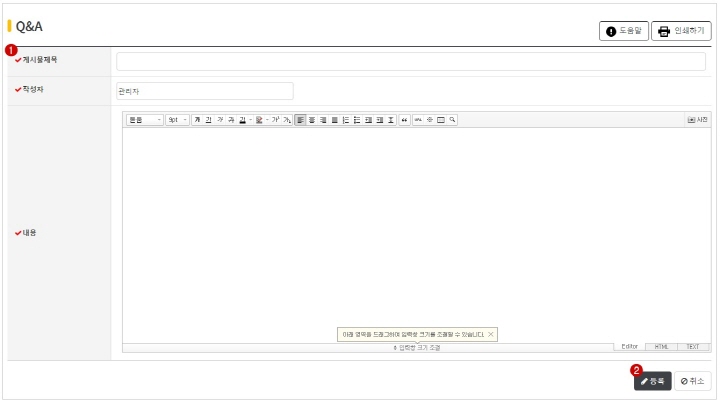 Q&A
도움말 인쇄하기
1
게시물제목
작성자 관리자
돋움 9pt 가 가 가 가 가 가 가 가 URL 사진
내용
아래 영역을 드래그하여 입력창 크기를 조절할 수 있습니다.
입력창 크기 조절 Editor HTML TEXT
2
등록 취소